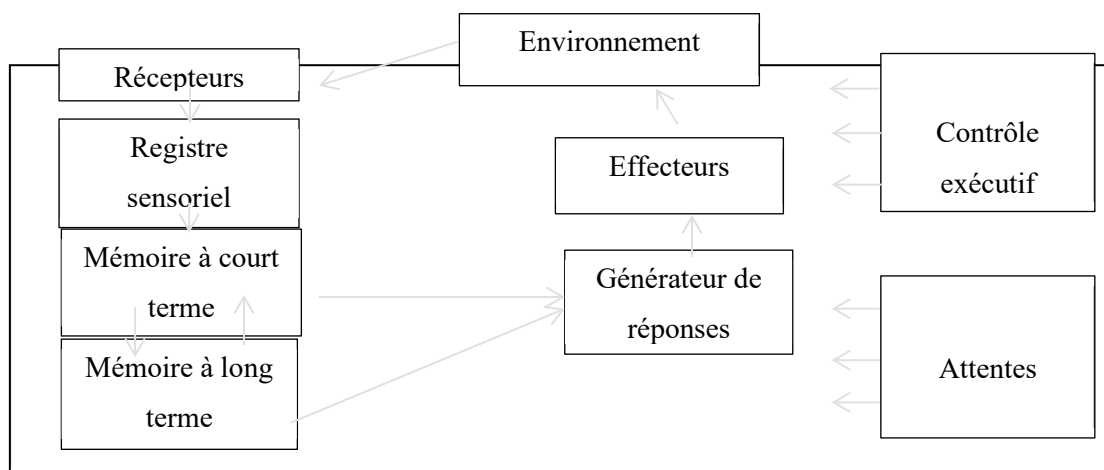 Environnement
Récepteurs
Registre
sensoriel
Mémoire à court
terme
Mémoire à long
terme
Effecteurs
Générateur de
réponses
Contrôle
exécutif
Attentes